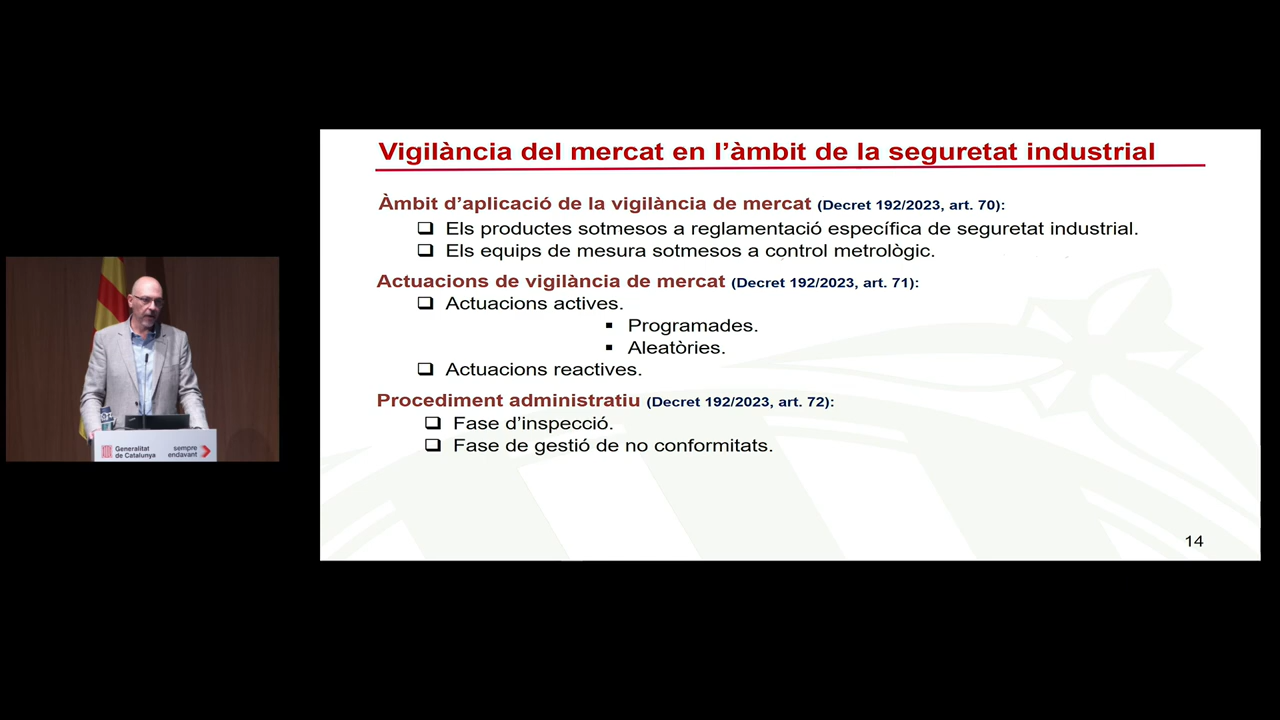 Vigilància del mercat en l’àmbit de la seguretat industrial
Àmbit d’aplicació de la vigilància de mercat (Decret 192/2023, art. 70):
❑ Els productes sotmesos a reglamentació específica de seguretat industrial.
❑ Els equips de mesura sotmesos a control metrològic.
Actuacions de vigilància de mercat (Decret 192/2023, art. 71):
❑ Actuacions actives.
▪ Programades.
▪ Aleatòries.
❑ Actuacions reactives.
Procediment administratiu (Decret 192/2023, art. 72):
❑ Fase d’inspecció.
❑ Fase de gestió de no conformitats.
14
Generalitat
de Catalunya
sempre
endavant